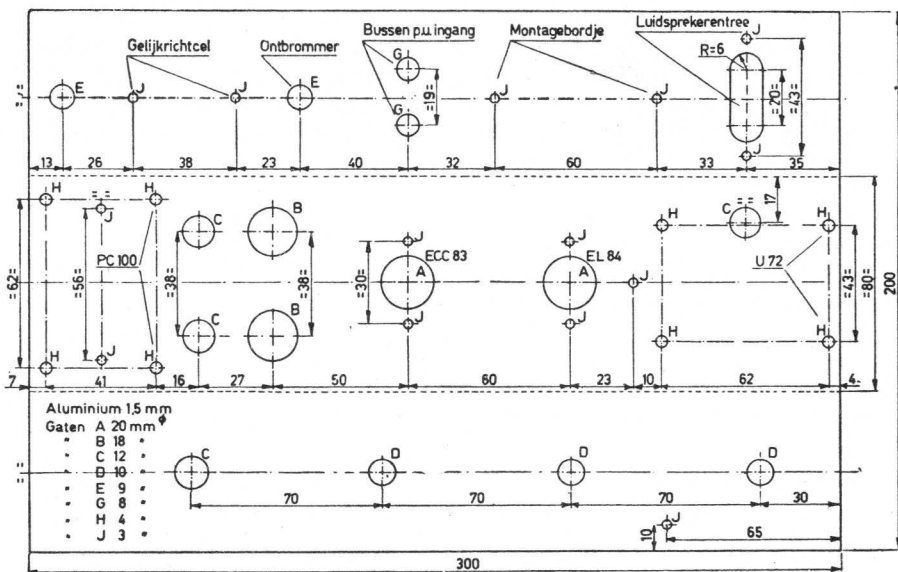 Gelijkrichtcel
Ontbrommer
Bussen p.u. ingang
Montagebordje
Luidsprekerentree
J
E
J
J
E
G
G
=19=
J
J
R=6
=20=
=43=
J
13 26 38 23 40 32 60 33 35
H
J
H
C
B
J
ECC 83
A
J
EL 84
A
J
H
C
17
H
=62=
=56=
PC 100
=38=
=38=
=30=
U 72
=43=
=80=
200
H
J
H
C
B
J
J
H
H
7 41 16 27 50 60 23 10 62 4
Aluminium 1,5 mm
Gaten A 20 mm ϕ
" B 18 "
" C 12 "
" D 10 "
" E 9 "
" G 8 "
" H 4 "
" J 3 "
C
D
D
D
70 70 70 30
J
10
65
300